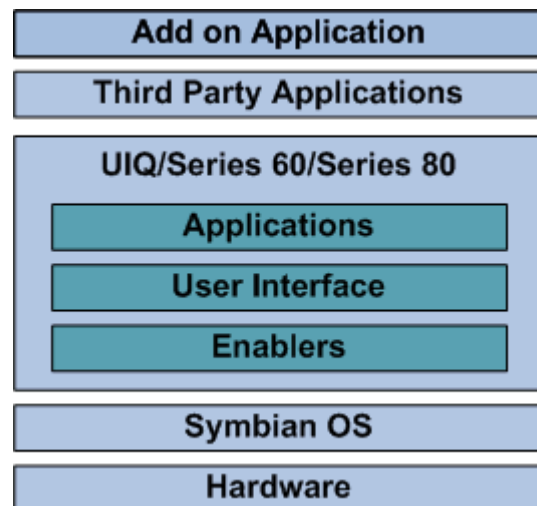 Add on Application
Third Party Applications
UIQ/Series 60/Series 80
Applications
User Interface
Enablers
Symbian OS
Hardware